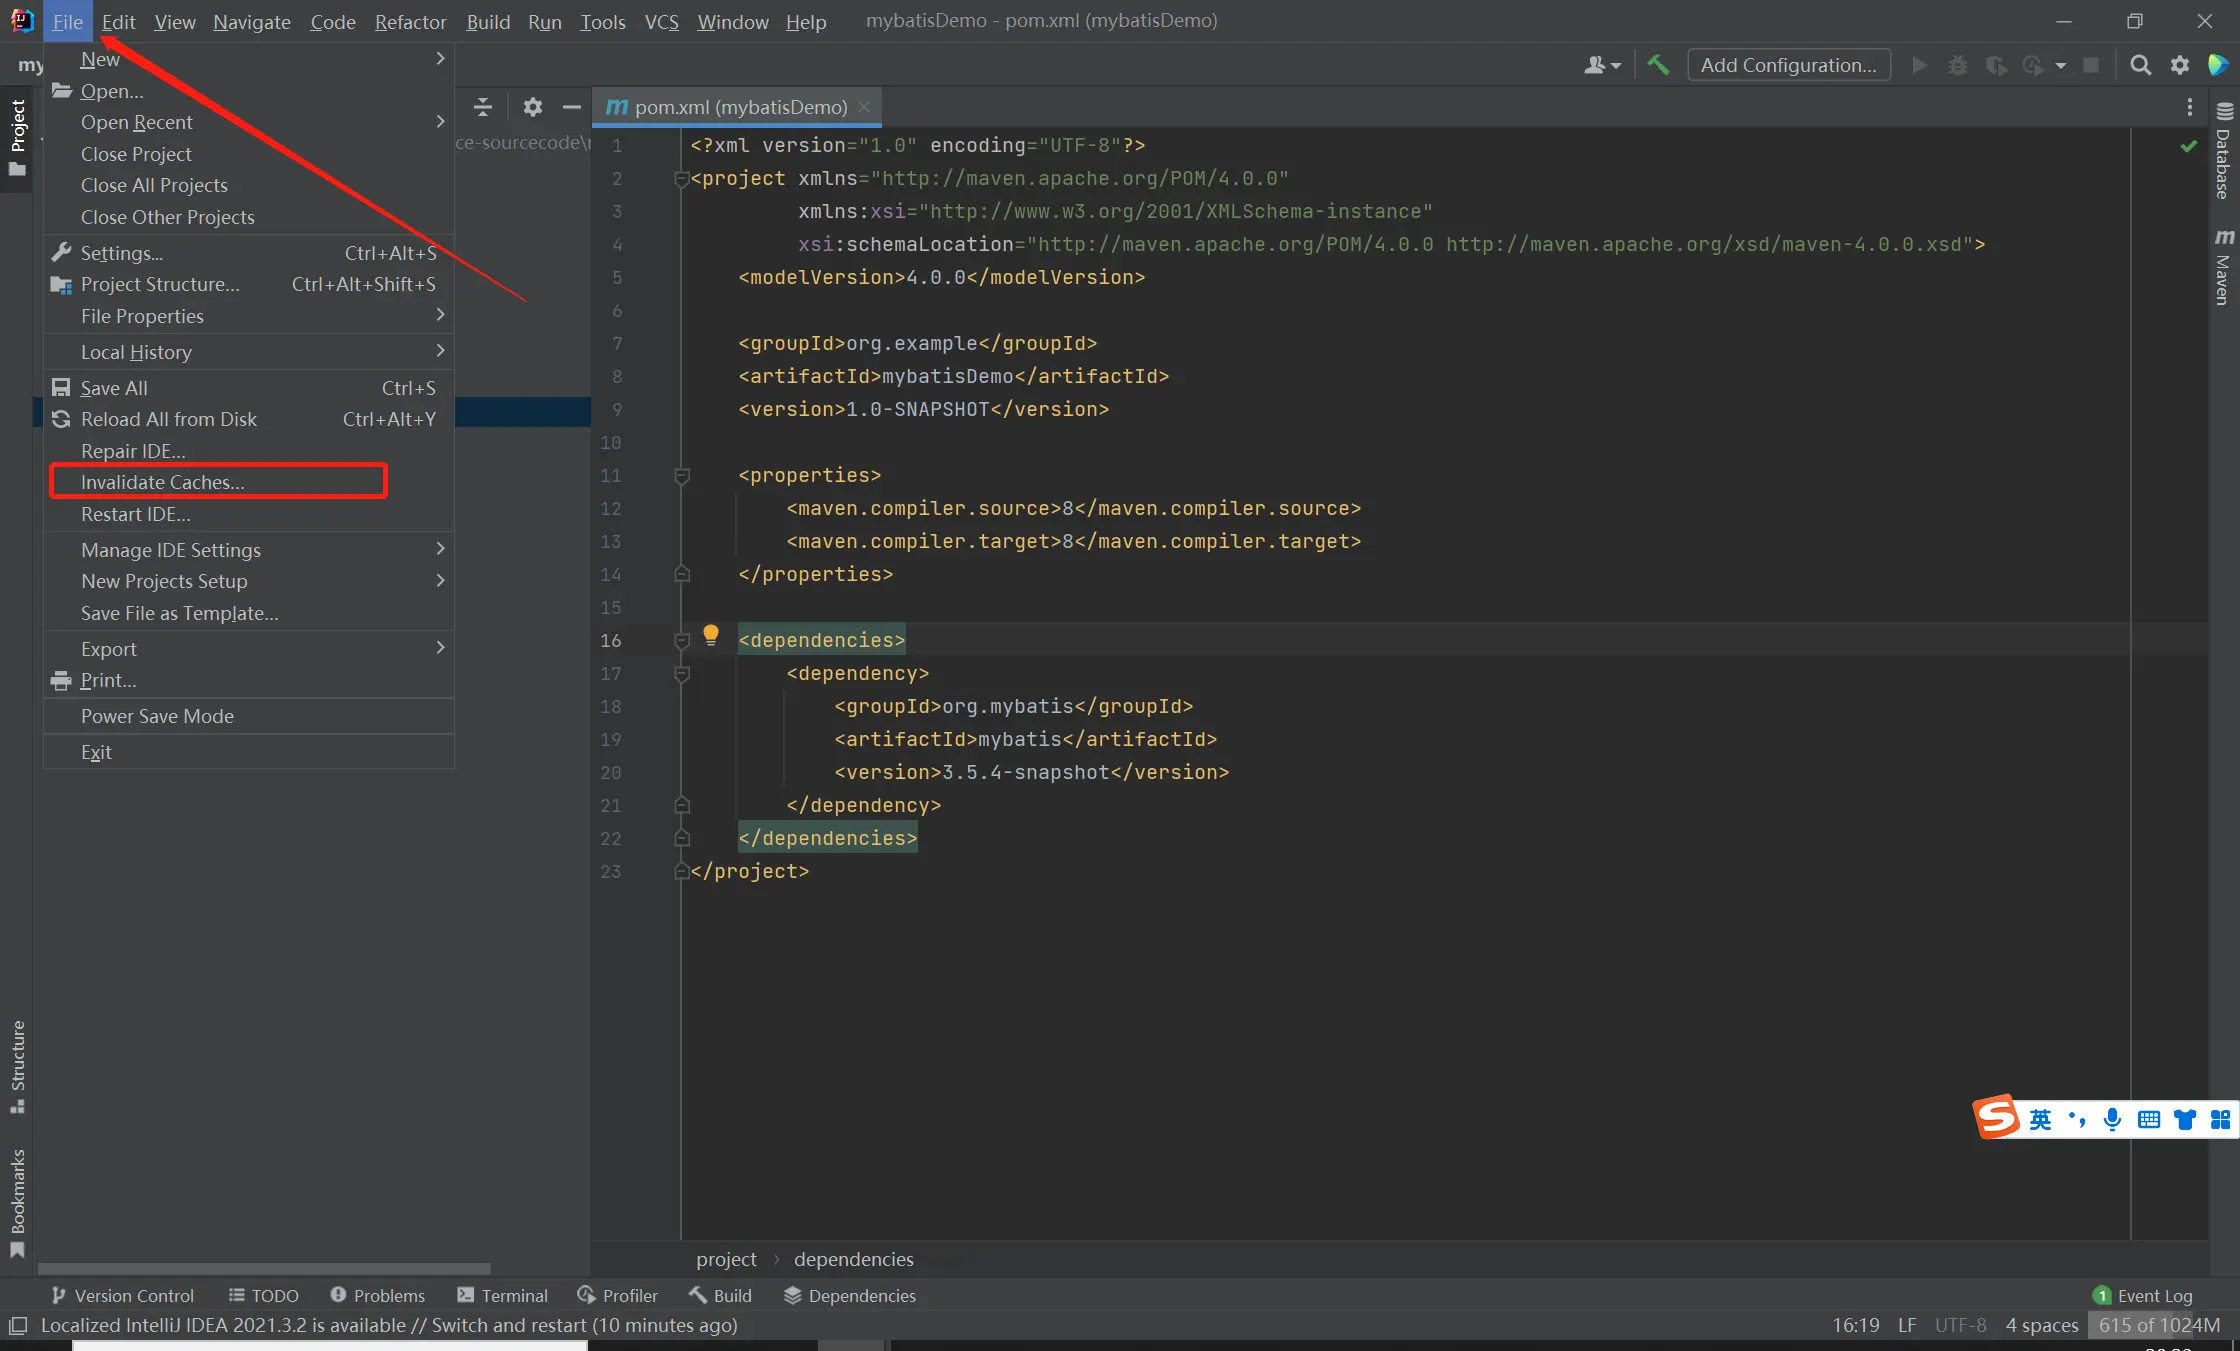 File Edit View Navigate Code Refactor Build Run Tools VCS Window Help mybatisDemo - pom.xml (mybatisDemo)
my
Add Configuration...
New
Open...
Open Recent
Close Project
Close All Projects
Close Other Projects
Settings... Ctrl+Alt+S
Project Structure... Ctrl+Alt+Shift+S
File Properties
Local History
Save All Ctrl+S
Reload All from Disk Ctrl+Alt+Y
Repair IDE...
Invalidate Caches...
Restart IDE...
Manage IDE Settings
New Projects Setup
Save File as Template...
Export
Print...
Power Save Mode
Exit
Project
Structure
Bookmarks
ce-sourcecode\
m pom.xml (mybatisDemo)
1 <?xml version="1.0" encoding="UTF-8"?>
2 <project xmlns="http://maven.apache.org/POM/4.0.0"
3 xmlns:xsi="http://www.w3.org/2001/XMLSchema-instance"
4 xsi:schemaLocation="http://maven.apache.org/POM/4.0.0 http://maven.apache.org/xsd/maven-4.0.0.xsd">
5 <modelVersion>4.0.0</modelVersion>
6
7 <groupId>org.example</groupId>
8 <artifactId>mybatisDemo</artifactId>
9 <version>1.0-SNAPSHOT</version>
10
11 <properties>
12 <maven.compiler.source>8</maven.compiler.source>
13 <maven.compiler.target>8</maven.compiler.target>
14 </properties>
15
16 <dependencies>
17 <dependency>
18 <groupId>org.mybatis</groupId>
19 <artifactId>mybatis</artifactId>
20 <version>3.5.4-snapshot</version>
21 </dependency>
22 </dependencies>
23 </project>
Database
m Maven
S 英
project › dependencies
Version Control TODO Problems Terminal Profiler Build Dependencies 1 Event Log
Localized IntelliJ IDEA 2021.3.2 is available // Switch and restart (10 minutes ago) 16:19 LF UTF-8 4 spaces 615 of 1024M